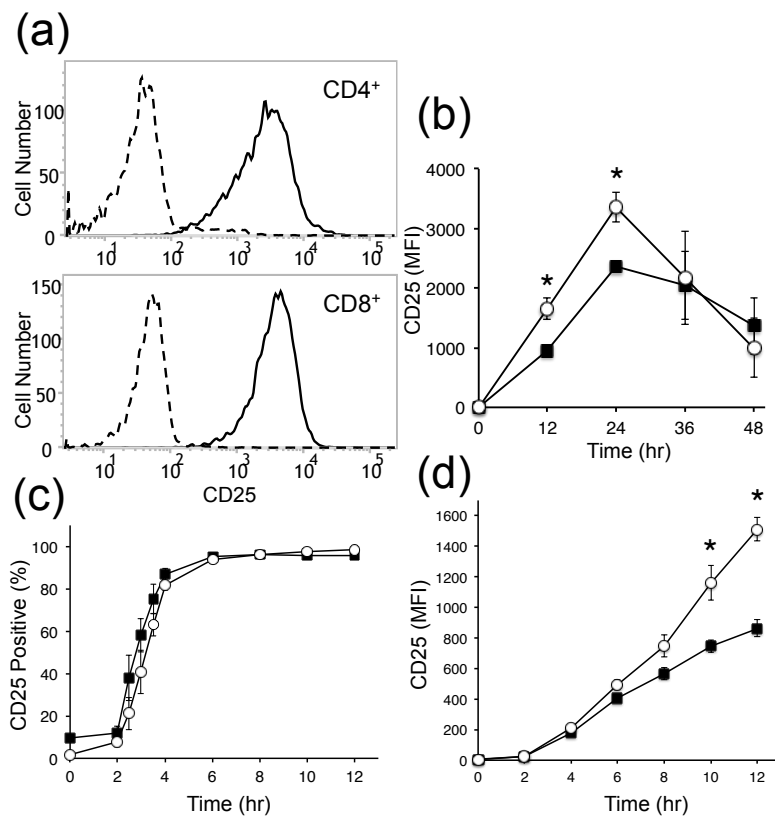 (a)
CD4⁺
Cell Number
100
50
0
10¹ 10² 10³ 10⁴ 10⁵
CD8⁺
Cell Number
150
100
50
0
10¹ 10² 10³ 10⁴ 10⁵
CD25
(b)
CD25 (MFI)
4000
3000
2000
1000
0
* *
0 12 24 36 48
Time (hr)
(c)
CD25 Positive (%)
100
80
60
40
20
0
0 2 4 6 8 10 12
Time (hr)
(d)
CD25 (MFI)
1600
1400
1200
1000
800
600
400
200
0
* *
0 2 4 6 8 10 12
Time (hr)